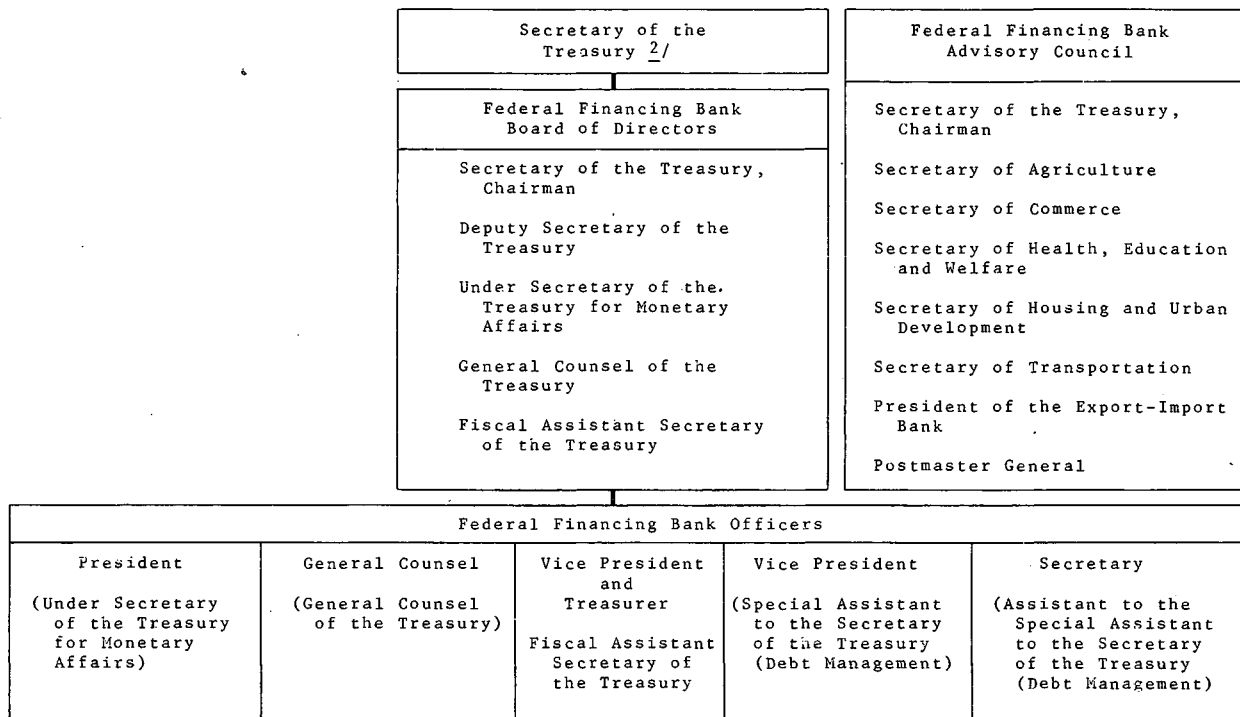 Secretary of the
Treasury 2/
Federal Financing Bank
Board of Directors
Secretary of the Treasury,
Chairman
Deputy Secretary of the
Treasury
Under Secretary of the
Treasury for Monetary
Affairs
General Counsel of the
Treasury
Fiscal Assistant Secretary
of the Treasury
Federal Financing Bank
Advisory Council
Secretary of the Treasury,
Chairman
Secretary of Agriculture
Secretary of Commerce
Secretary of Health, Education
and Welfare
Secretary of Housing and Urban
Development
Secretary of Transportation
President of the Export-Import
Bank
Postmaster General
Federal Financing Bank Officers
President
(Under Secretary
of the Treasury
for Monetary
Affairs)
General Counsel
(General Counsel
of the Treasury)
Vice President
and
Treasurer
Fiscal Assistant
Secretary of
the Treasury
Vice President
(Special Assistant
to the Secretary
of the Treasury
(Debt Management)
Secretary
(Assistant to the
Special Assistant
to the Secretary
of the Treasury
(Debt Management)